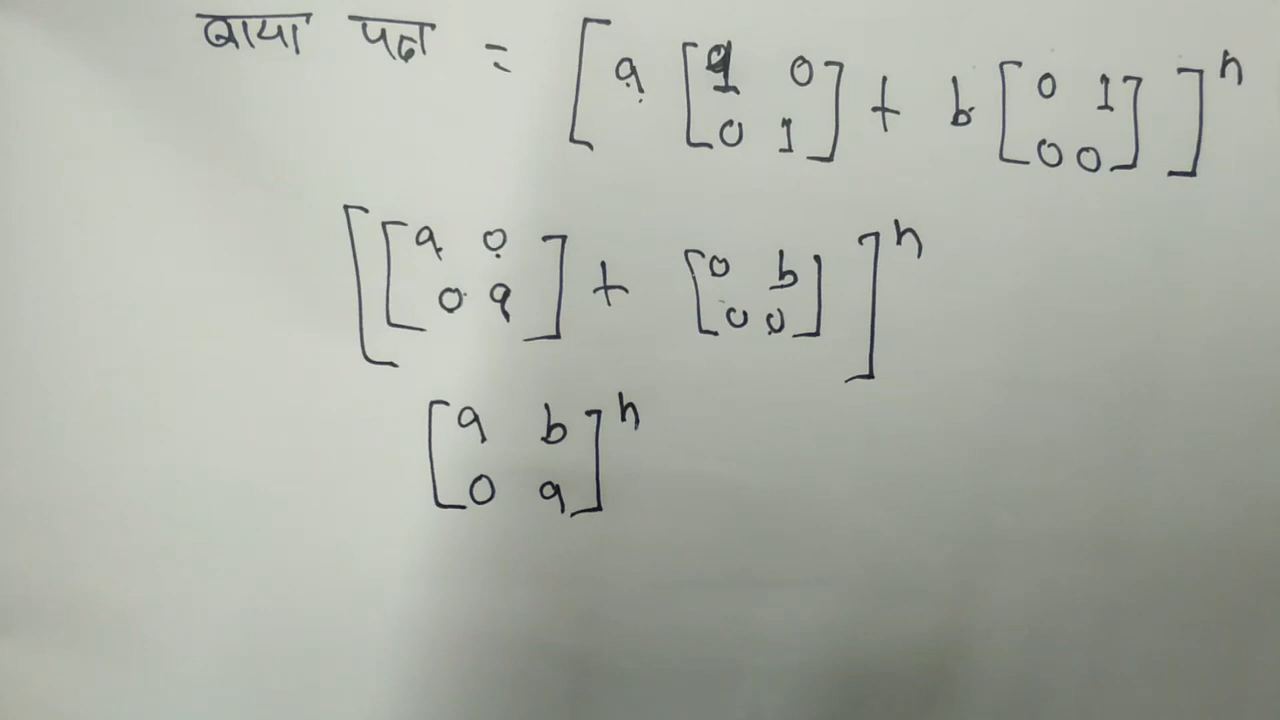 बाया पक्ष = [ a [ 1 0 ] + b [ 0 1 ] ]ⁿ
[ 0 1 ] [ 0 0 ]
[ [ a 0 ] + [ 0 b ] ]ⁿ
[ 0 a ] [ 0 0 ]
[ a b ]ⁿ
[ 0 a ]